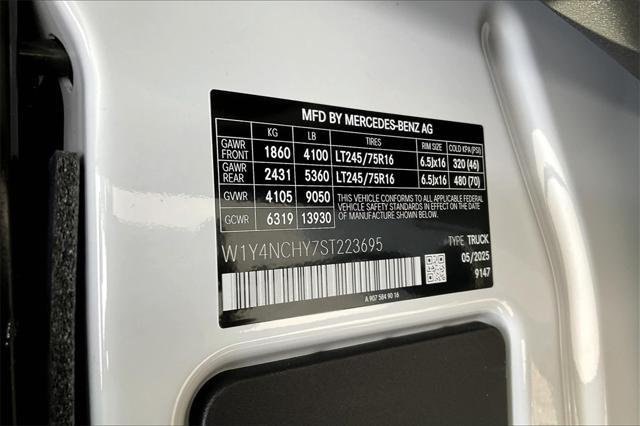 MFD BY MERCEDES-BENZ AG
KG LB TIRES RIM SIZE COLD KPA(PSI)
GAWR FRONT 1860 4100 LT245/75R16 6.5Jx16 320 (46)
GAWR REAR 2431 5360 LT245/75R16 6.5Jx16 480 (70)
GVWR 4105 9050 THIS VEHICLE CONFORMS TO ALL APPLICABLE FEDERAL MOTOR
GCWR 6319 13930 VEHICLE SAFETY STANDARDS IN EFFECT ON THE DATE
OF MANUFACTURE SHOWN BELOW.
W1Y4NCHY7ST223695
TYPE TRUCK
05/2025
9147
A 907 584 90 16